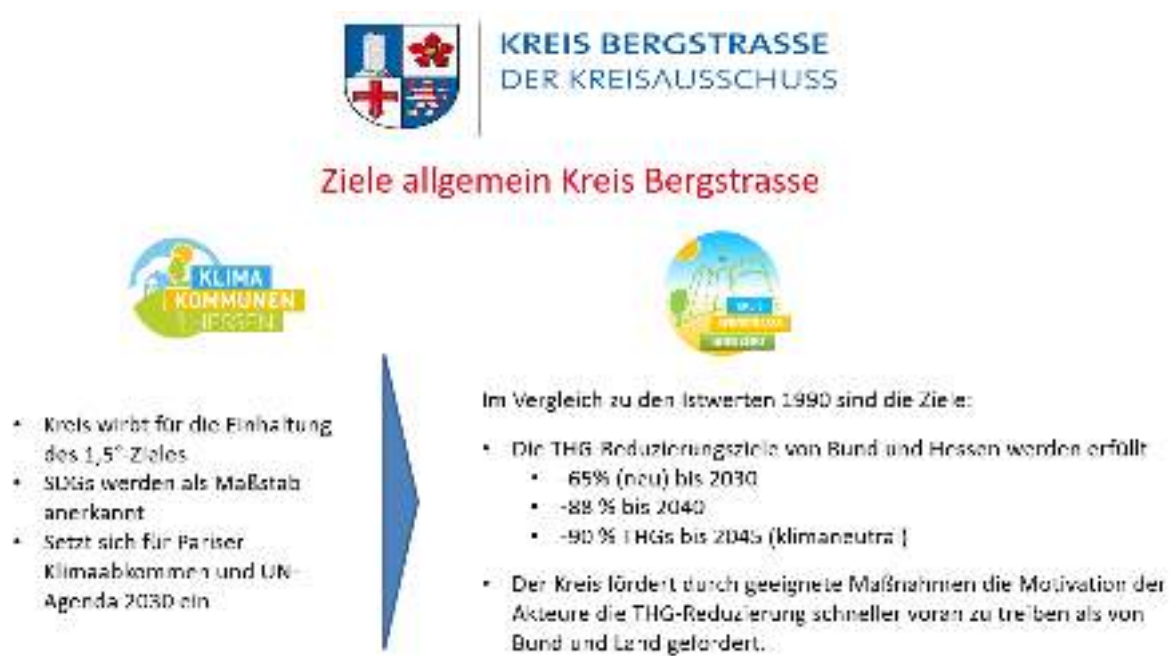 KREIS BERGSTRASSE
DER KREISAUSSCHUSS
Ziele allgemein Kreis Bergstrasse
KLIMA
KOMMUNEN
HESSEN
• Kreis wirbt für die Einhaltung
des 1,5° Zieles
• SDGs werden als Maßstab
anerkannt
• Setzt sich für Pariser
Klimaabkommen und UN-
Agenda 2030 ein
Im Vergleich zu den Istwerten 1990 sind die Ziele:
• Die THG-Reduzierungsziele von Bund und Hessen werden erfüllt
• -65% (neu) bis 2030
• -88 % bis 2040
• -90 % THGs bis 2045 (klimaneutral)
• Der Kreis fördert durch geeignete Maßnahmen die Motivation der
Akteure die THG-Reduzierung schneller voran zu treiben als von
Bund und Land gefordert.